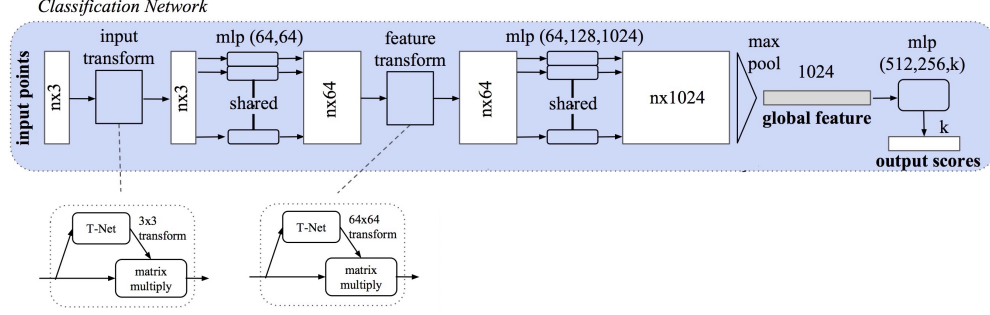 Classification Network
input points
nx3
input
transform
nx3
mlp (64,64)
shared
nx64
feature
transform
nx64
mlp (64,128,1024)
shared
nx1024
max
pool
1024
global feature
mlp
(512,256,k)
k
output scores
T-Net
3x3
transform
matrix
multiply
T-Net
64x64
transform
matrix
multiply